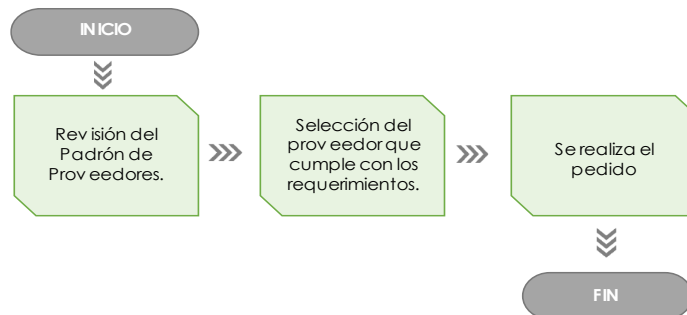 INICIO
Revisión del
Padrón de
Proveedores.
Selección del
proveedor que
cumple con los
requerimientos.
Se realiza el
pedido
FIN